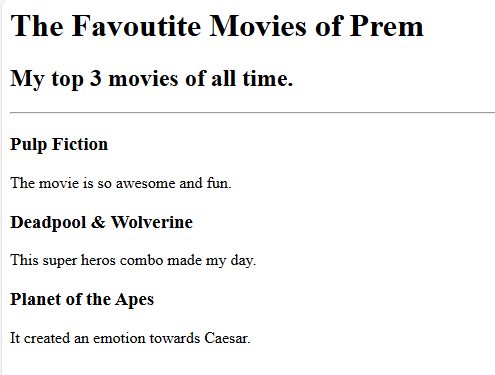 The Favoutite Movies of Prem
My top 3 movies of all time.
Pulp Fiction
The movie is so awesome and fun.
Deadpool & Wolverine
This super heros combo made my day.
Planet of the Apes
It created an emotion towards Caesar.